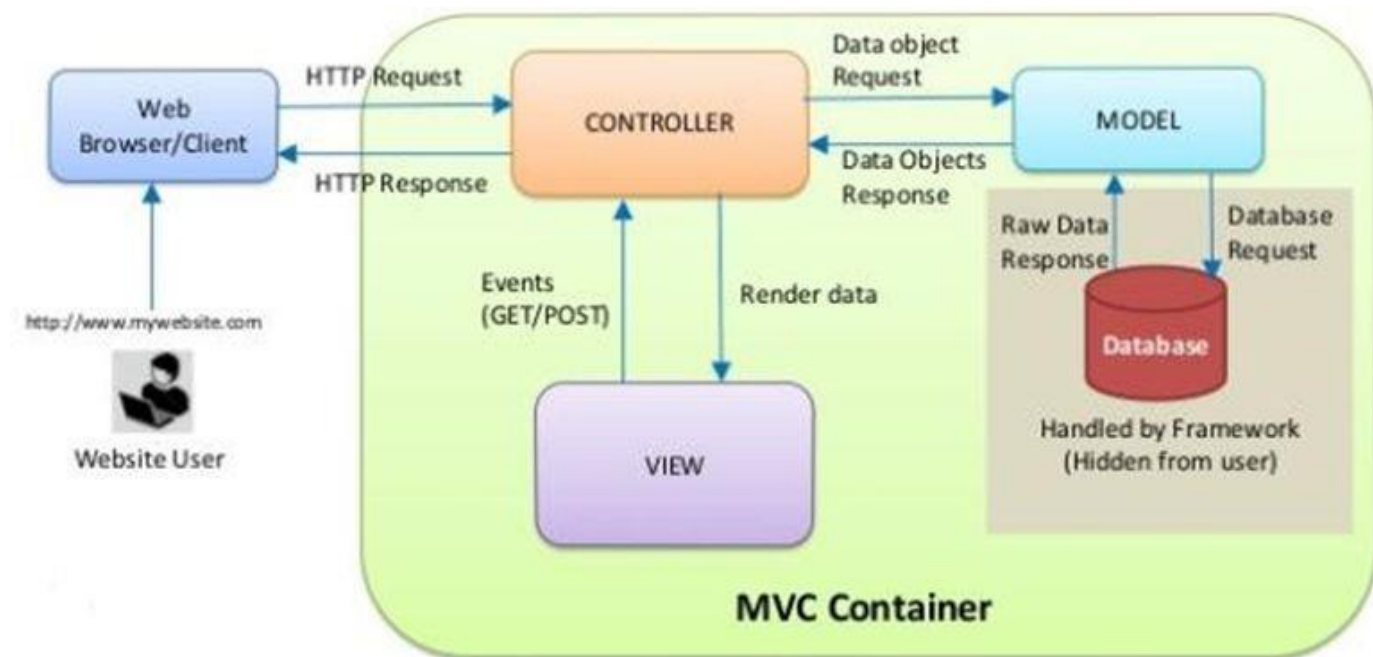 Web
Browser/Client
HTTP Request
HTTP Response
CONTROLLER
Data object
Request
MODEL
Data Objects
Response
Raw Data
Response
Database
Request
Events
(GET/POST)
Render data
http://www.mywebsite.com
Website User
VIEW
Database
Handled by Framework
(Hidden from user)
MVC Container